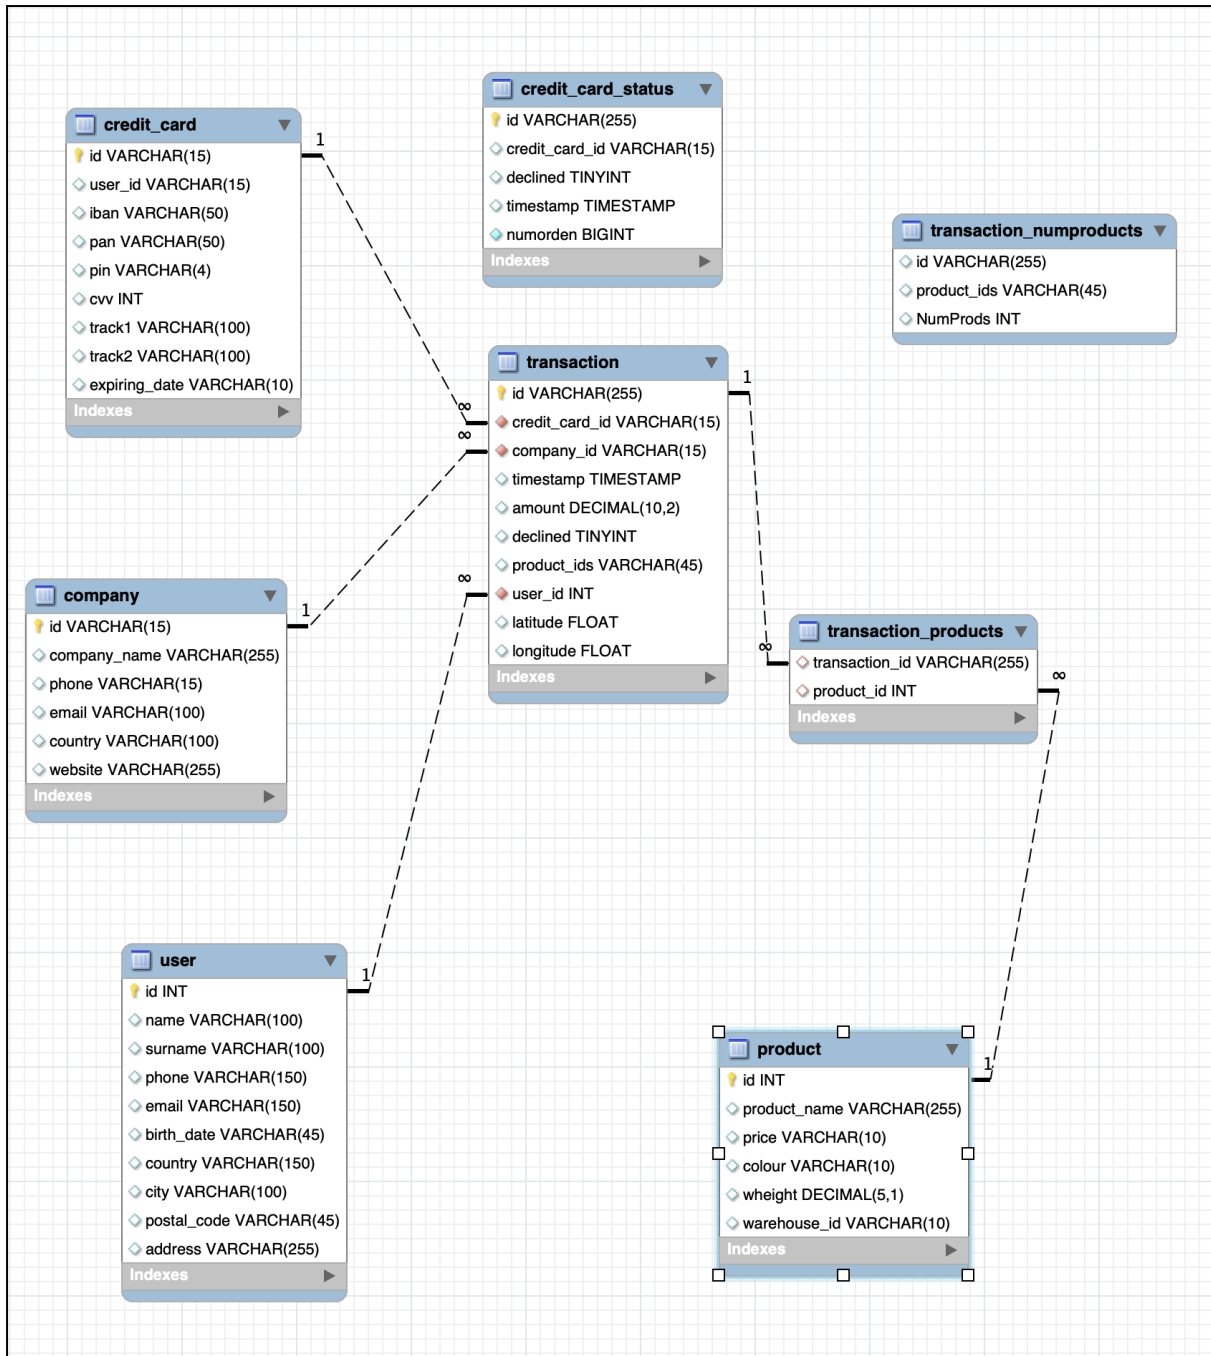 credit_card
id VARCHAR(15)
user_id VARCHAR(15)
iban VARCHAR(50)
pan VARCHAR(50)
pin VARCHAR(4)
cvv INT
track1 VARCHAR(100)
track2 VARCHAR(100)
expiring_date VARCHAR(10)
Indexes
1
credit_card_status
id VARCHAR(255)
credit_card_id VARCHAR(15)
declined TINYINT
timestamp TIMESTAMP
numorden BIGINT
Indexes
transaction_numproducts
id VARCHAR(255)
product_ids VARCHAR(45)
NumProds INT
transaction
id VARCHAR(255)
credit_card_id VARCHAR(15)
company_id VARCHAR(15)
timestamp TIMESTAMP
amount DECIMAL(10,2)
declined TINYINT
product_ids VARCHAR(45)
user_id INT
latitude FLOAT
longitude FLOAT
Indexes
∞
∞
∞
1
company
id VARCHAR(15)
company_name VARCHAR(255)
phone VARCHAR(15)
email VARCHAR(100)
country VARCHAR(100)
website VARCHAR(255)
Indexes
1
transaction_products
transaction_id VARCHAR(255)
product_id INT
Indexes
∞
∞
user
id INT
name VARCHAR(100)
surname VARCHAR(100)
phone VARCHAR(150)
email VARCHAR(150)
birth_date VARCHAR(45)
country VARCHAR(150)
city VARCHAR(100)
postal_code VARCHAR(45)
address VARCHAR(255)
Indexes
1
product
id INT
product_name VARCHAR(255)
price VARCHAR(10)
colour VARCHAR(10)
wheight DECIMAL(5,1)
warehouse_id VARCHAR(10)
Indexes
1